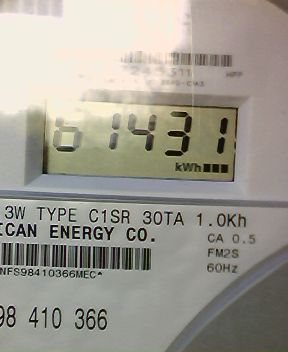 61431
kWh
3W TYPE C1SR 30TA 1.0Kh
ICAN ENERGY CO.
CA 0.5
NFS98410366MEC*
FM2S
60Hz
98 410 366